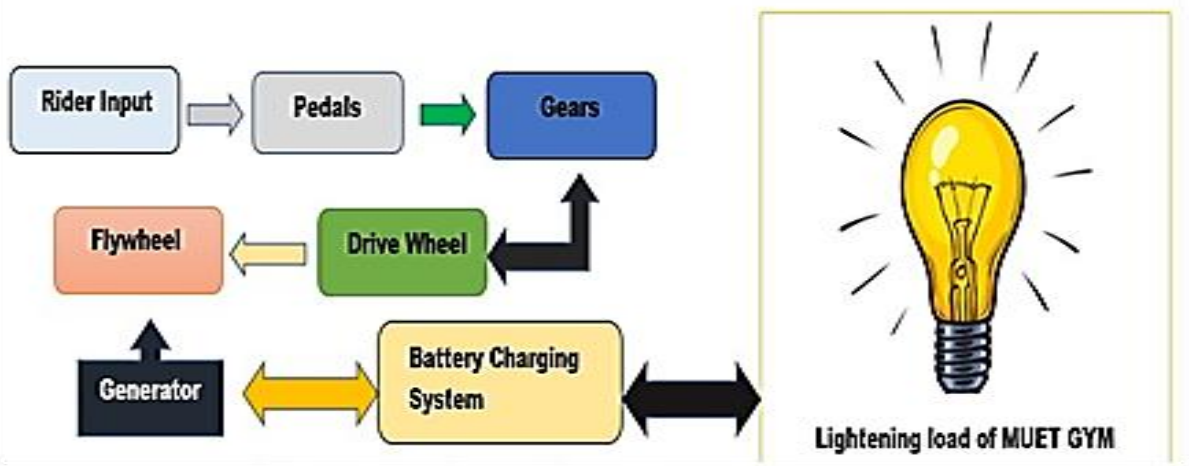 Rider Input
Pedals
Gears
Flywheel
Drive Wheel
Generator
Battery Charging
System
Lightening load of MUET GYM